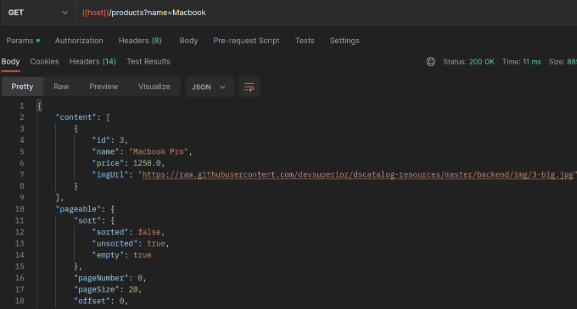 GET {{host}}/products?name=Macbook
Params Authorization Headers (8) Body Pre-request Script Tests Settings
Body Cookies Headers (14) Test Results Status: 200 OK Time: 11 ms Size:
Pretty Raw Preview Visualize JSON
1 {
2 "content": [
3 {
4 "id": 3,
5 "name": "Macbook Pro",
6 "price": 1250.0,
7 "imgUrl": "https://raw.githubusercontent.com/devsuperior/dscatalog-resources/master/backend/img/3-big.jpg"
8 }
9 ],
10 "pageable": {
11 "sort": {
12 "sorted": false,
13 "unsorted": true,
14 "empty": true
15 },
16 "pageNumber": 0,
17 "pageSize": 20,
18 "offset": 0,